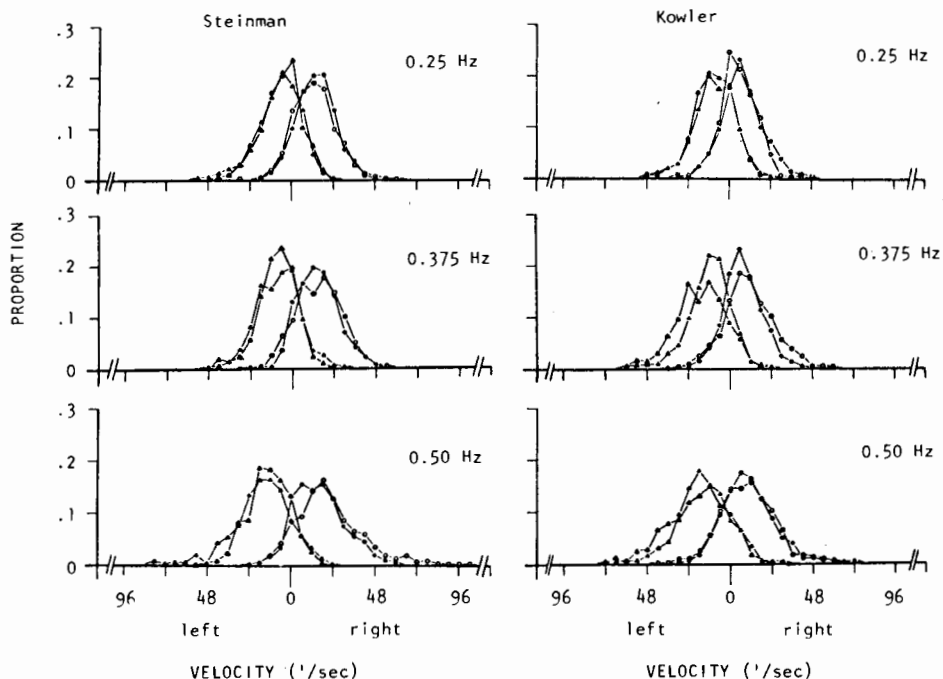 Steinman
Kowler
.3
.2
.1
0
0.25 Hz
0.25 Hz
.3
.2
.1
0
0.375 Hz
0.375 Hz
PROPORTION
.3
.2
.1
0
0.50 Hz
0.50 Hz
96 48 0 48 96
96 48 0 48 96
left right
left right
VELOCITY ('/sec)
VELOCITY ('/sec)